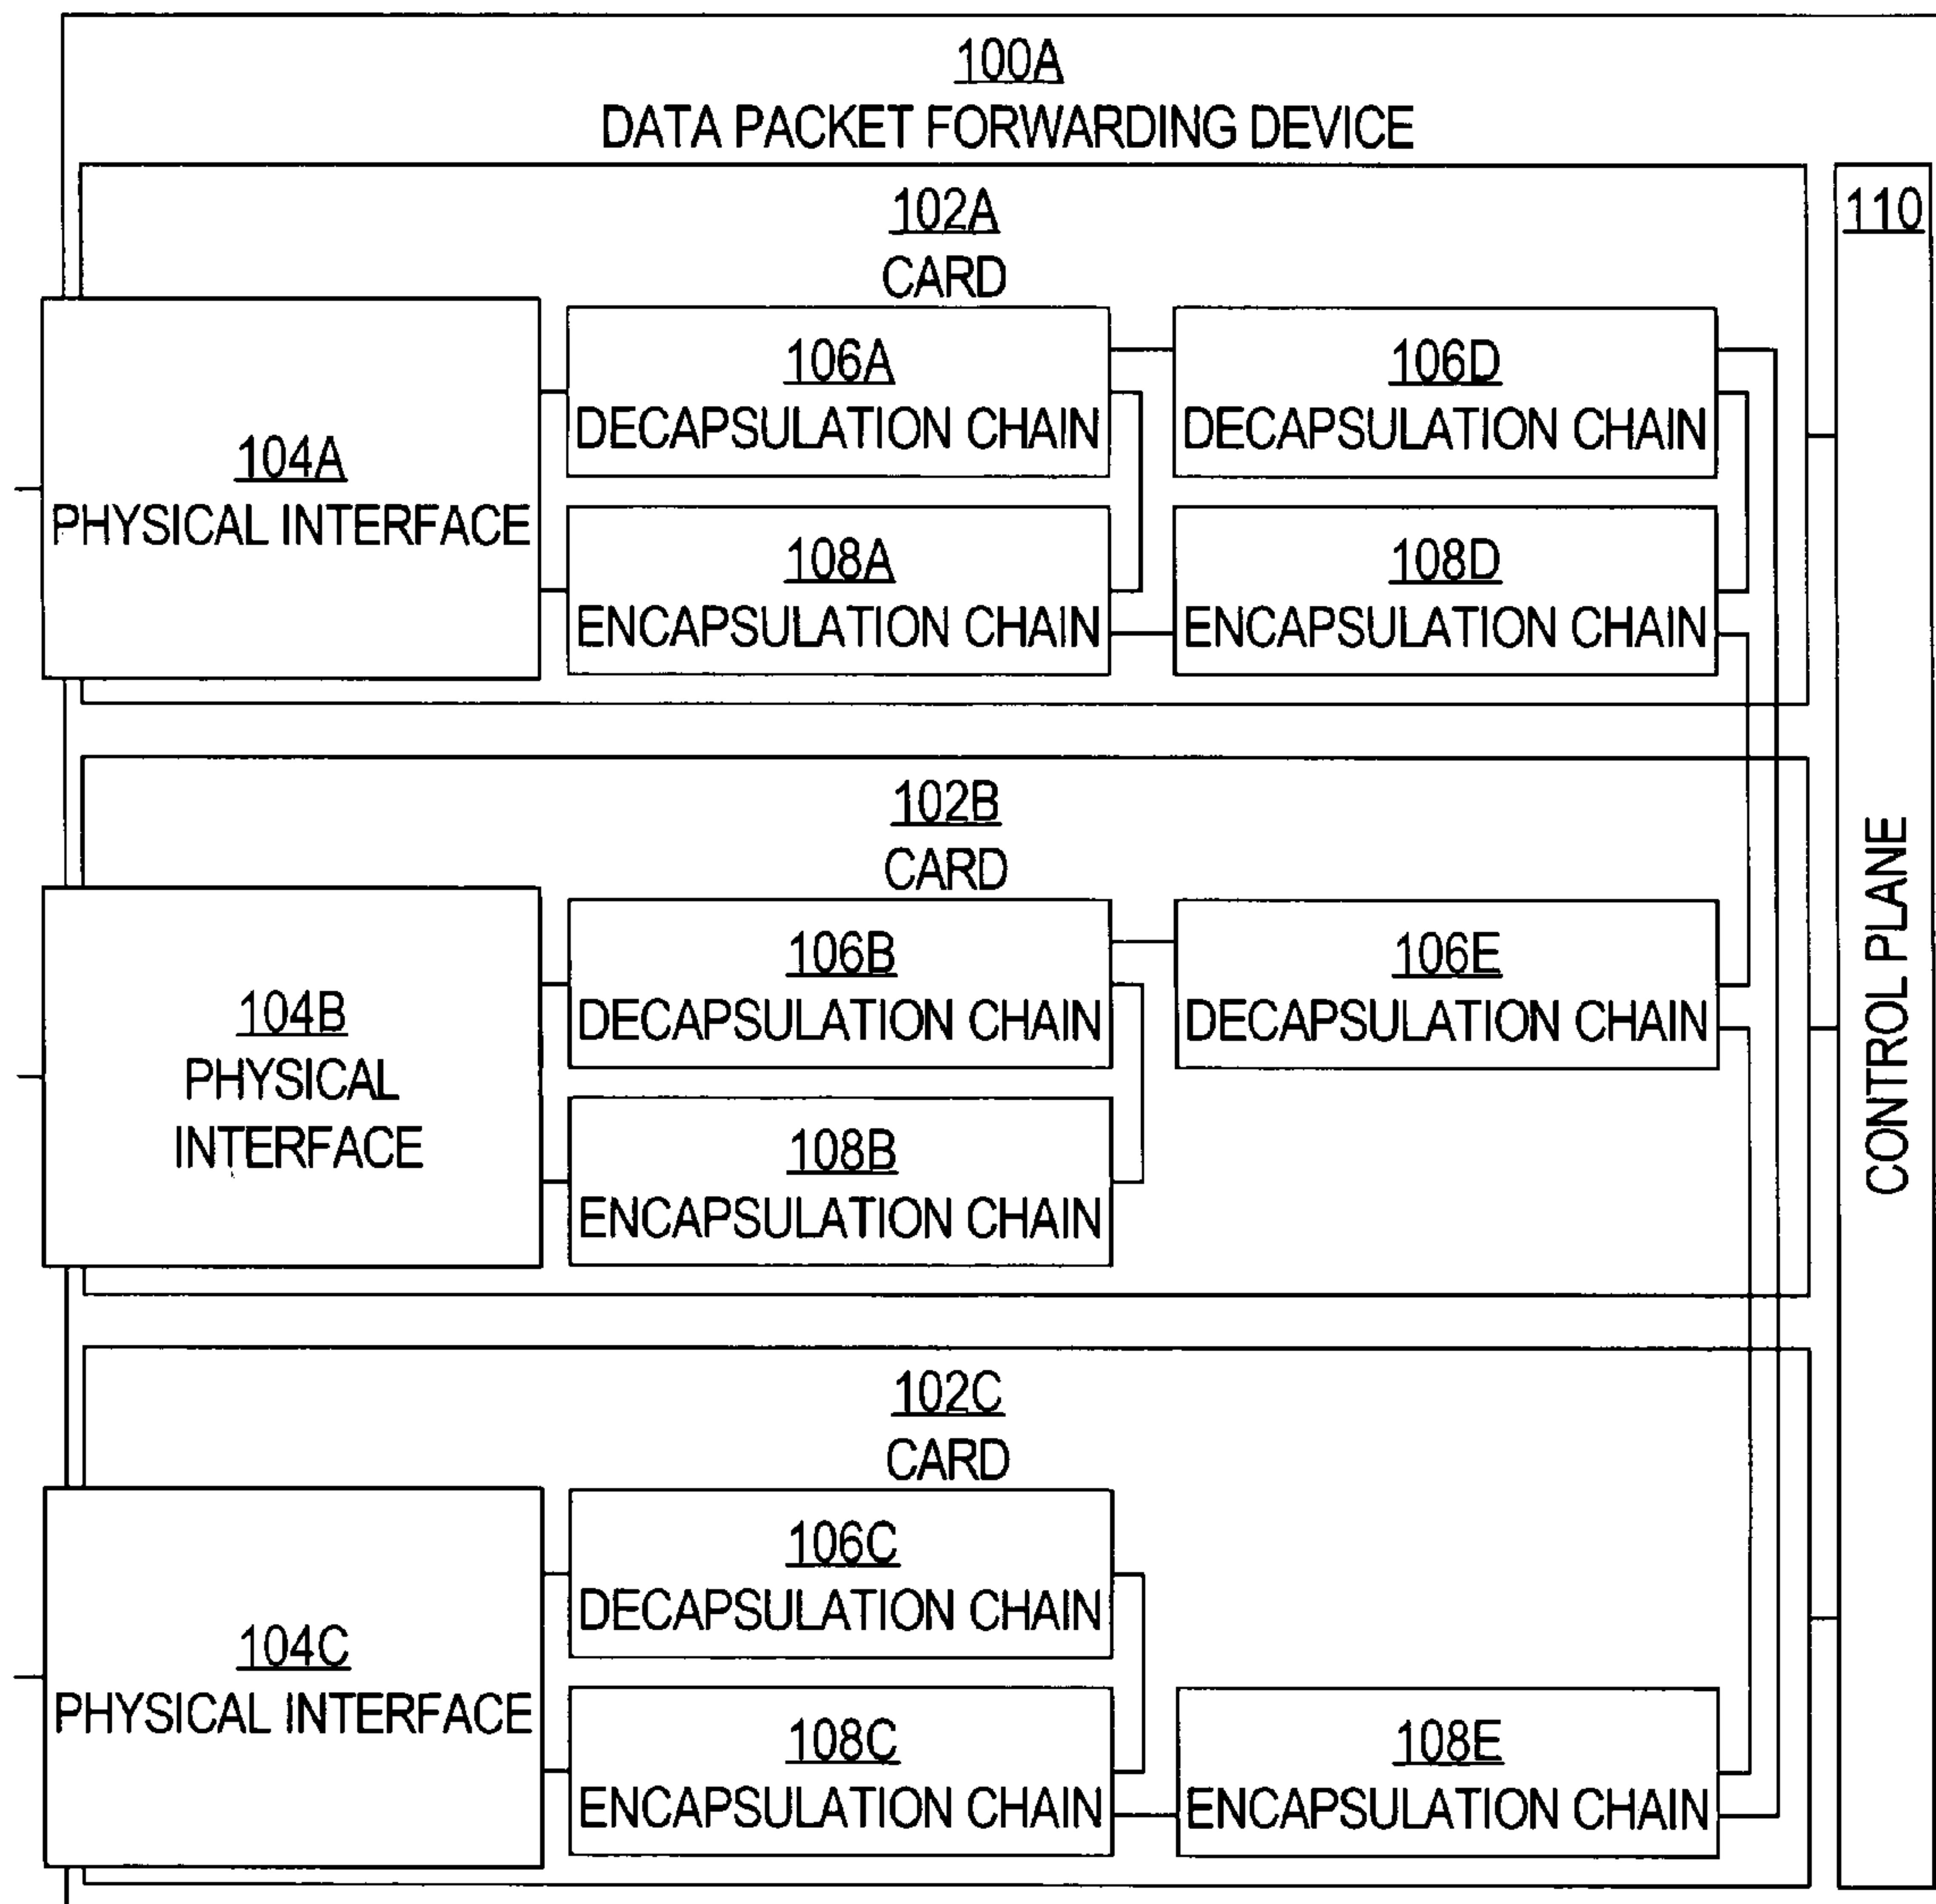 100A
DATA PACKET FORWARDING DEVICE
102A
CARD
110
CONTROL PLANE
104A
PHYSICAL INTERFACE
106A
DECAPSULATION CHAIN
106D
DECAPSULATION CHAIN
108A
ENCAPSULATION CHAIN
108D
ENCAPSULATION CHAIN
102B
CARD
104B
PHYSICAL
INTERFACE
106B
DECAPSULATION CHAIN
106E
DECAPSULATION CHAIN
108B
ENCAPSULATION CHAIN
102C
CARD
104C
PHYSICAL INTERFACE
106C
DECAPSULATION CHAIN
108C
ENCAPSULATION CHAIN
108E
ENCAPSULATION CHAIN